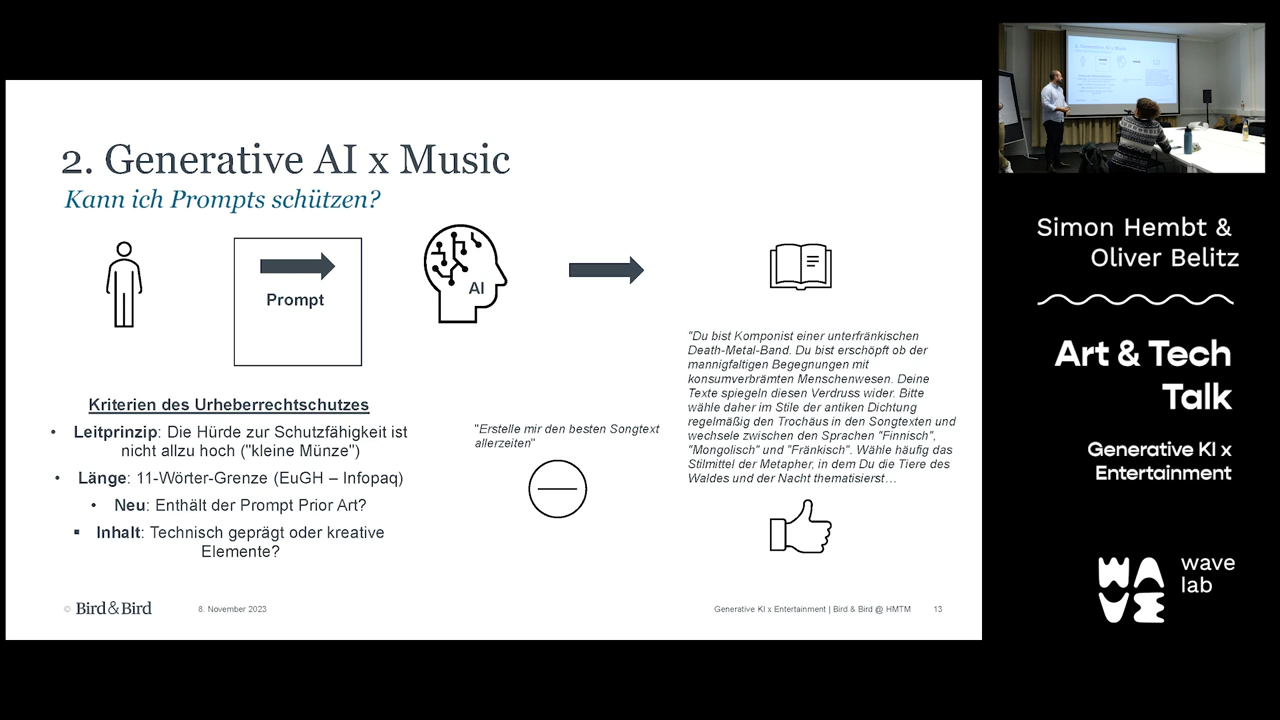 2. Generative AI x Music
Kann ich Prompts schützen?
Prompt
AI
Kriterien des Urheberrechtschutzes
• Leitprinzip: Die Hürde zur Schutzfähigkeit ist
nicht allzu hoch ("kleine Münze")
• Länge: 11-Wörter-Grenze (EuGH – Infopaq)
• Neu: Enthält der Prompt Prior Art?
▪ Inhalt: Technisch geprägt oder kreative
Elemente?
"Erstelle mir den besten Songtext
allerzeiten"
"Du bist Komponist einer unterfränkischen
Death-Metal-Band. Du bist erschöpft ob der
mannigfaltigen Begegnungen mit
konsumverbrämten Menschenwesen. Deine
Texte spiegeln diesen Verdruss wider. Bitte
wähle daher im Stile der antiken Dichtung
regelmäßig den Trochäus in den Songtexten und
wechsele zwischen den Sprachen "Finnisch",
"Mongolisch" und "Fränkisch". Wähle häufig das
Stilmittel der Metapher, in dem Du die Tiere des
Waldes und der Nacht thematisierst…
© Bird&Bird
8. November 2023
Generative KI x Entertainment | Bird & Bird @ HMTM
13
Simon Hembt &
Oliver Belitz
Art & Tech
Talk
Generative KI x
Entertainment
WAVE
wave
lab